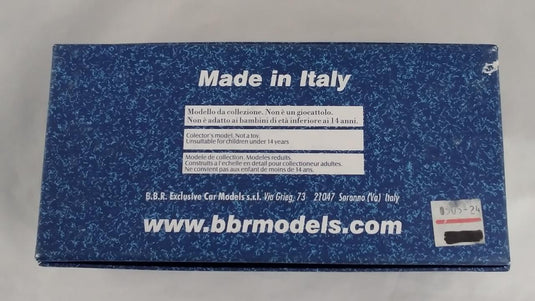 Made in Italy
Modello da collezione. Non è un giocattolo.
Non è adatto ai bambini di età inferiore ai 14 anni.
Colector's model. Not a toy.
Unsuitable for children under 14 years
Modele de collection. Modeles reduits.
Construits a l'echelle en detail pour collectioneur adultes.
Ne convient pas aux enfant de moins de 14 ans.
B.B.R. Exclusive Car Models s.r.l. Via Grieg, 73 21047 Saronno (Va) Italy
www.bbrmodels.com